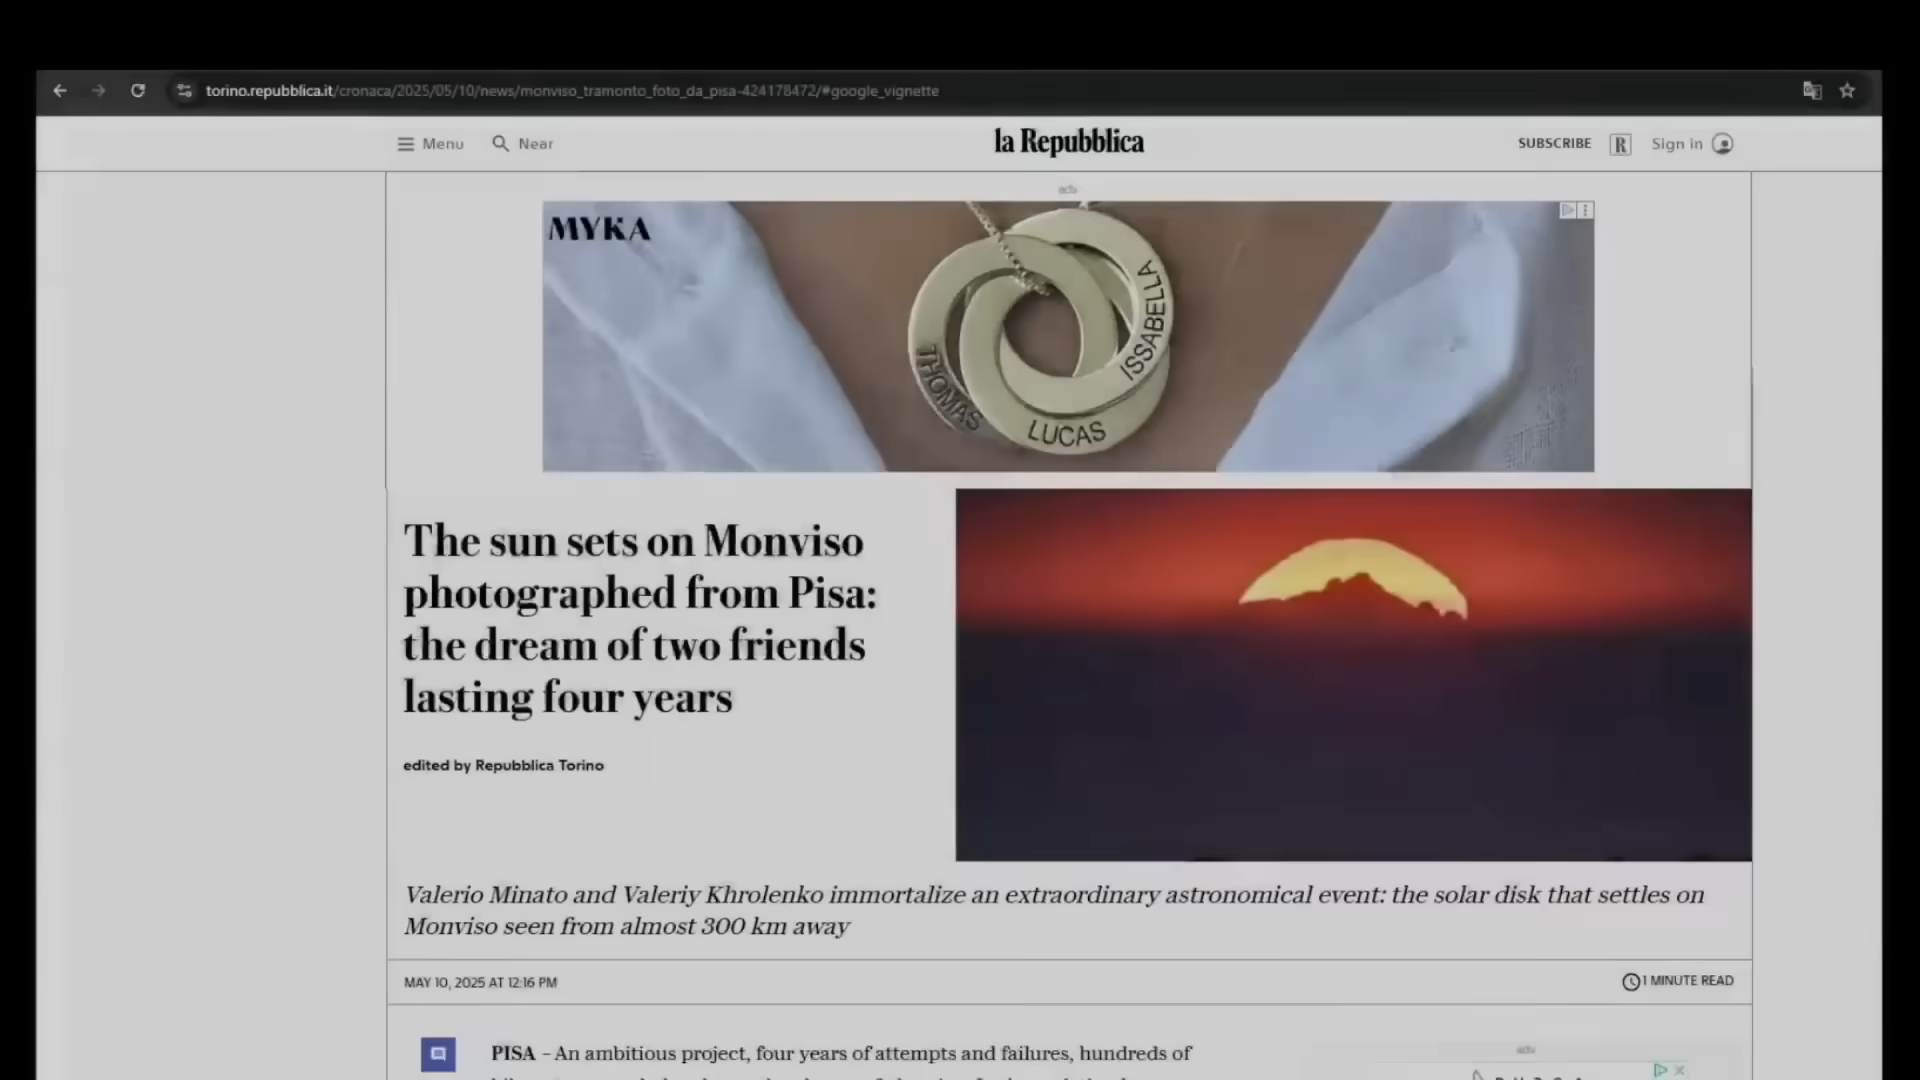 torino.repubblica.it/cronaca/2025/05/10/news/monviso_tramonto_foto_da_pisa-424178472/#google_vignette
Menu Near la Repubblica SUBSCRIBE R Sign in
adv
MYKA
THOMAS LUCAS ISSABELLA
The sun sets on Monviso
photographed from Pisa:
the dream of two friends
lasting four years
edited by Repubblica Torino
Valerio Minato and Valeriy Khrolenko immortalize an extraordinary astronomical event: the solar disk that settles on
Monviso seen from almost 300 km away
MAY 10, 2025 AT 12:16 PM 1 MINUTE READ
PISA – An ambitious project, four years of attempts and failures, hundreds of
adv